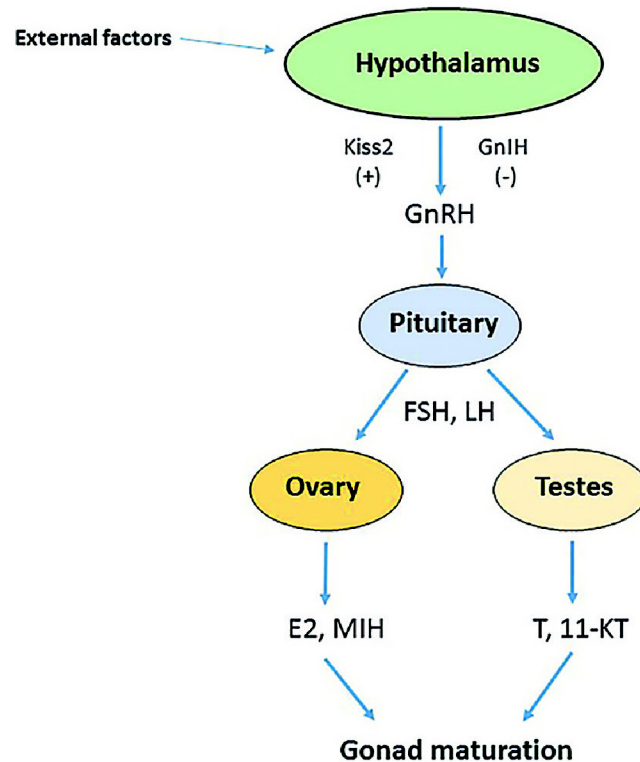 External factors
Hypothalamus
Kiss2 GnIH
(+) (-)
GnRH
Pituitary
FSH, LH
Ovary Testes
E2, MIH T, 11-KT
Gonad maturation